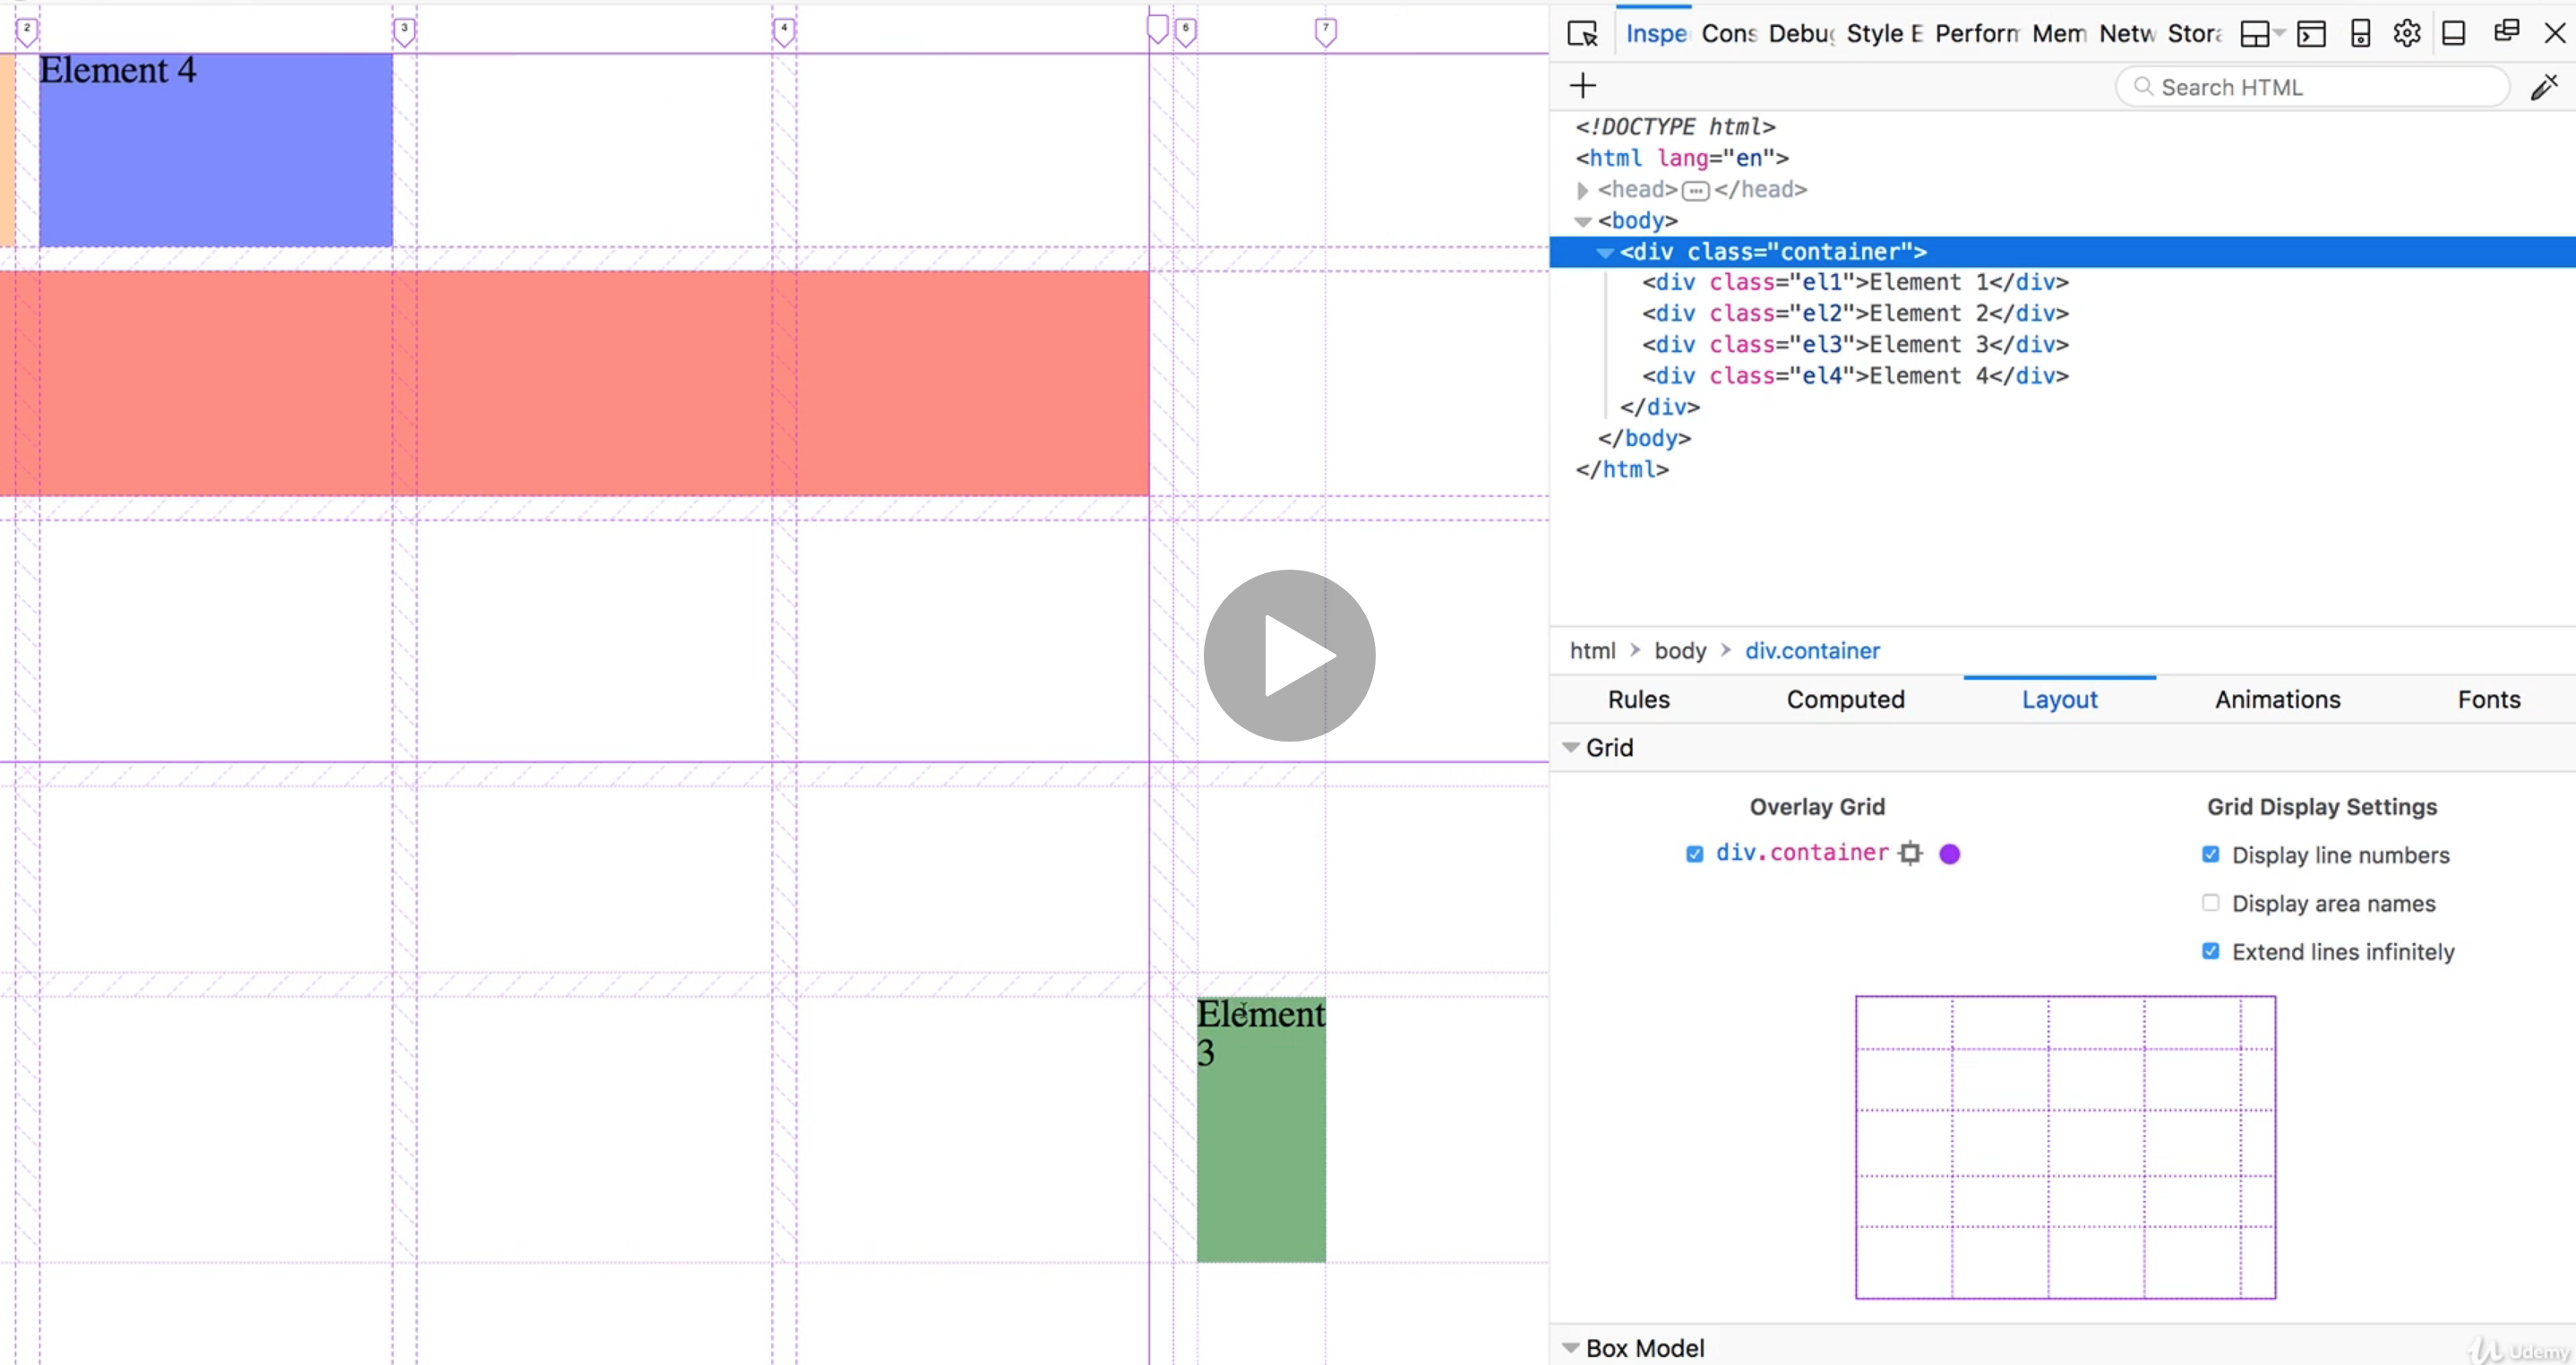 2 3 4 6 7
Element 4
Element
3
Inspe Cons Debug Style E Perform Mem Netw Stora
Search HTML
<!DOCTYPE html>
<html lang="en">
<head>…</head>
<body>
<div class="container">
<div class="el1">Element 1</div>
<div class="el2">Element 2</div>
<div class="el3">Element 3</div>
<div class="el4">Element 4</div>
</div>
</body>
</html>
html > body > div.container
Rules Computed Layout Animations Fonts
Grid
Overlay Grid
div.container
Grid Display Settings
Display line numbers
Display area names
Extend lines infinitely
Box Model
Udemy